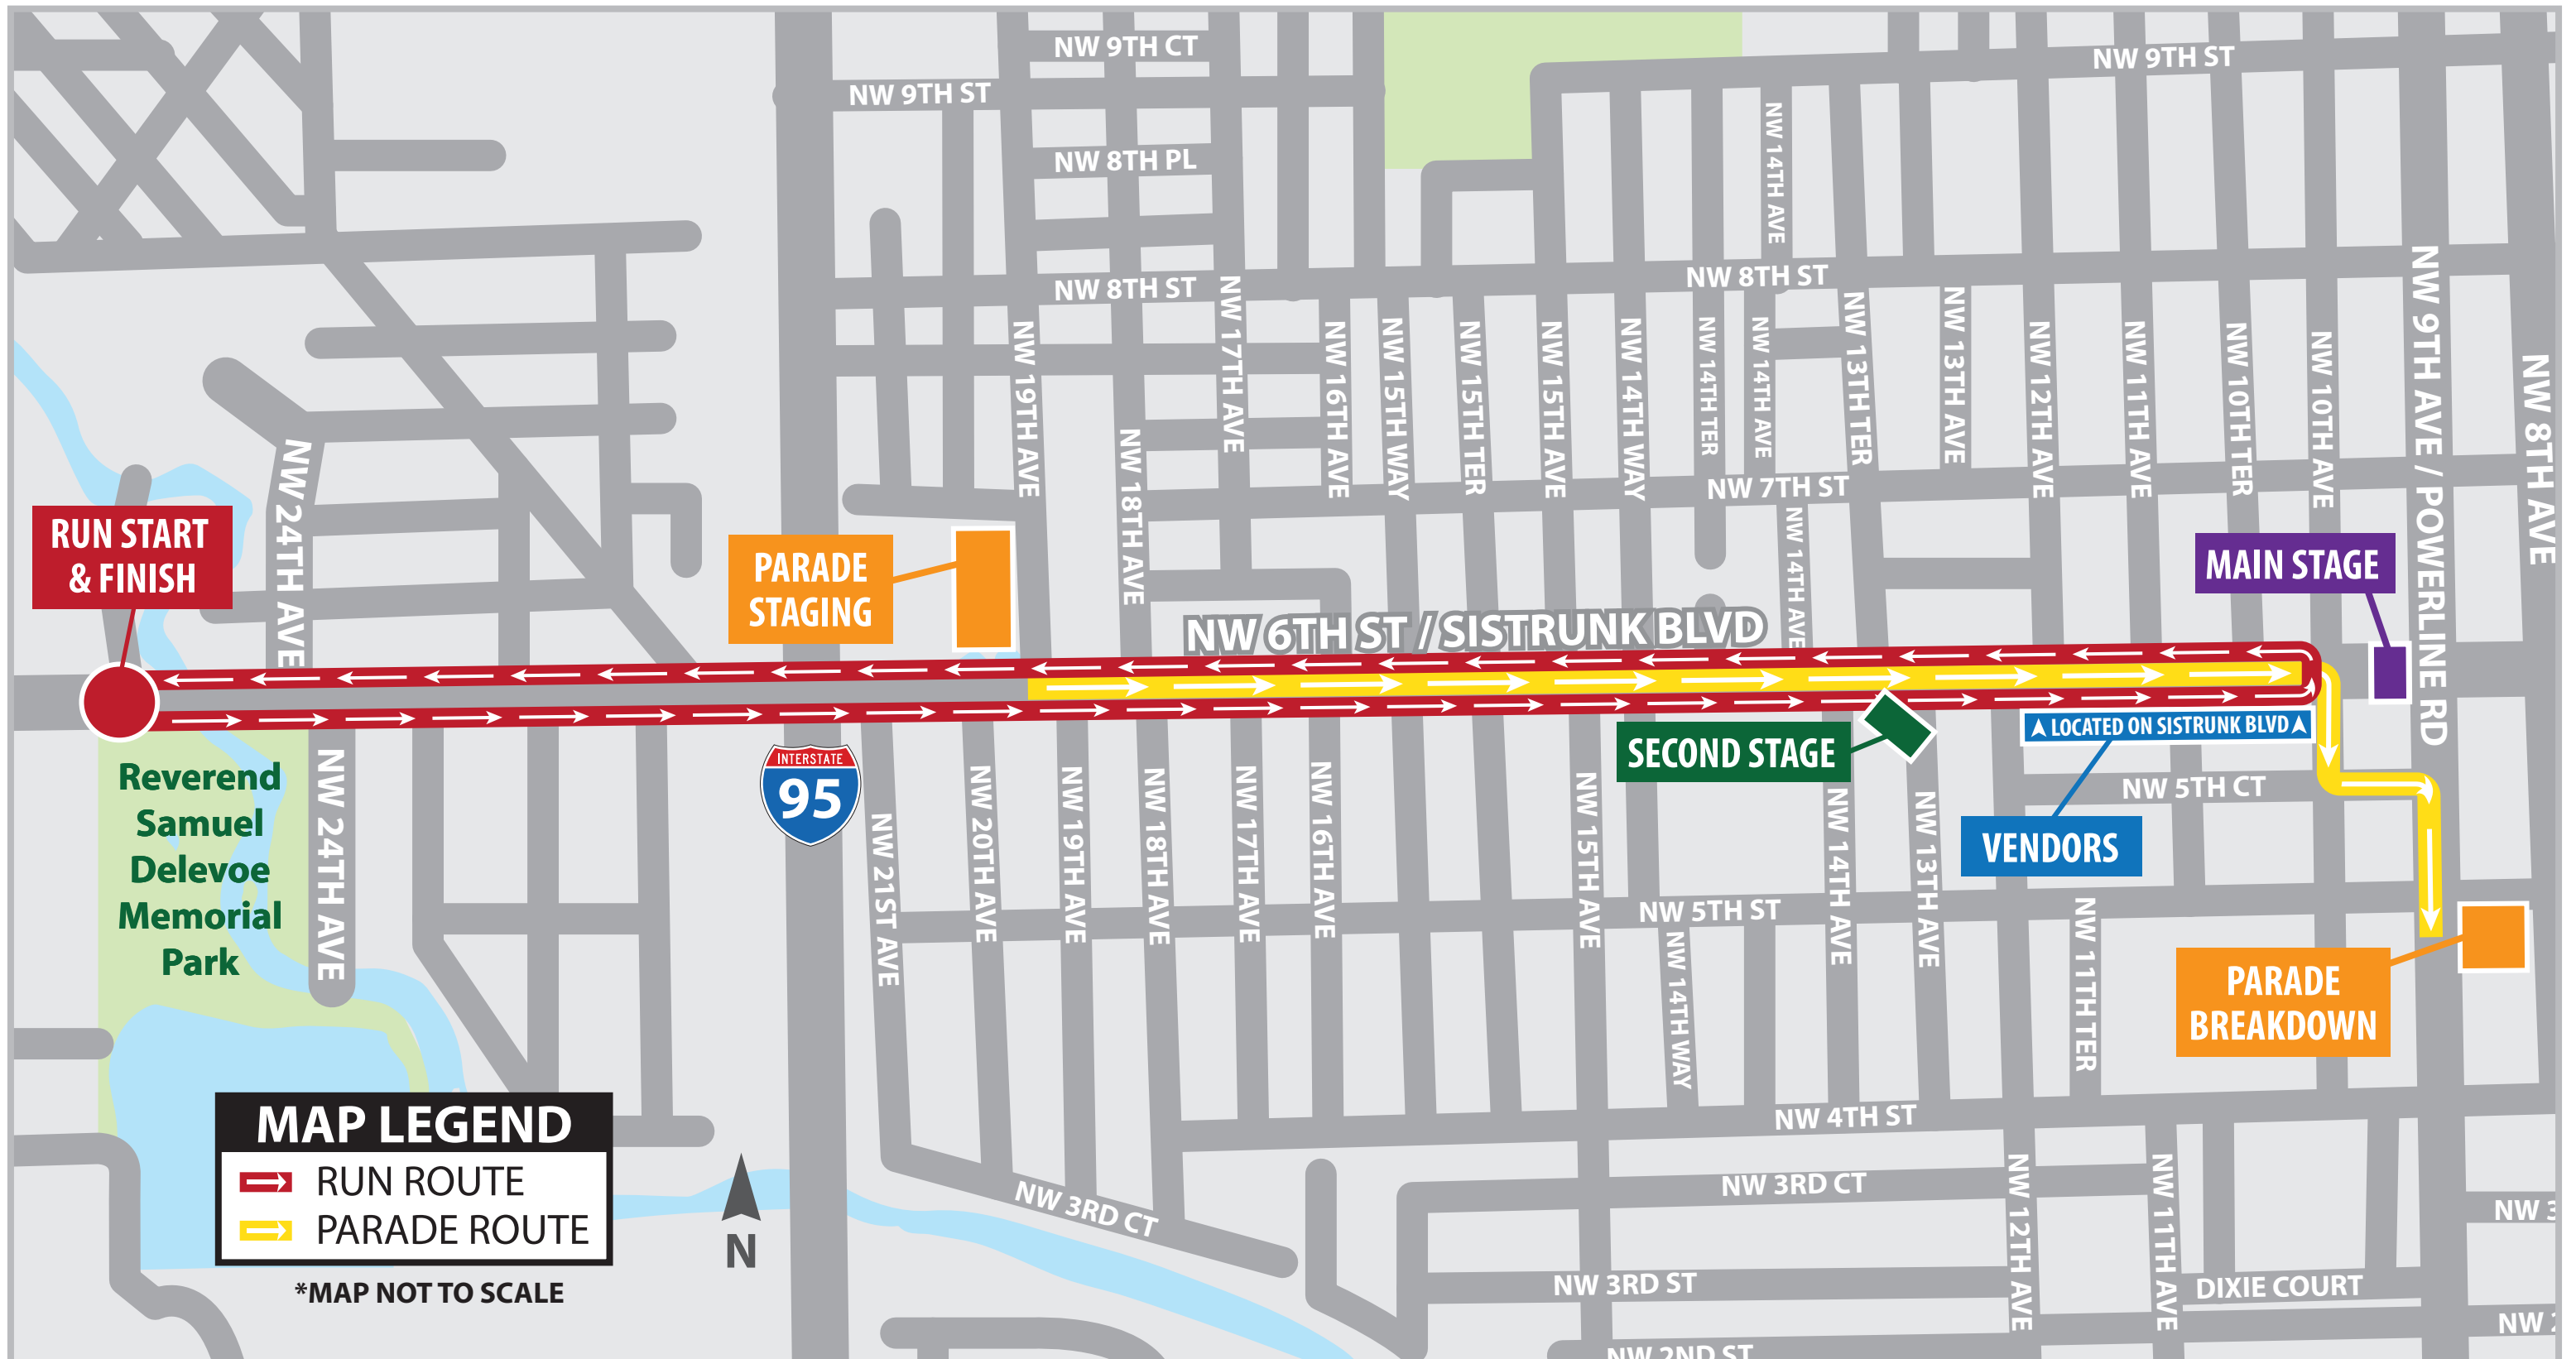 NW 9TH CT
NW 9TH ST
NW 9TH ST
NW 8TH PL
NW 14TH AVE
NW 8TH ST
NW 8TH ST
NW 19TH AVE
NW 18TH AVE
NW 17TH AVE
NW 16TH AVE
NW 15TH WAY
NW 15TH TER
NW 15TH AVE
NW 14TH WAY
NW 14TH TER
NW 14TH AVE
NW 13TH TER
NW 13TH AVE
NW 12TH AVE
NW 11TH AVE
NW 10TH TER
NW 10TH AVE
NW 9TH AVE / POWERLINE RD
NW 8TH AVE
NW 24TH AVE
NW 7TH ST
NW 14TH AVE
RUN START
& FINISH
PARADE
STAGING
MAIN STAGE
NW 6TH ST / SISTRUNK BLVD
SECOND STAGE
LOCATED ON SISTRUNK BLVD
VENDORS
INTERSTATE
95
Reverend
Samuel
Delevoe
Memorial
Park
NW 24TH AVE
NW 21ST AVE
NW 20TH AVE
NW 19TH AVE
NW 18TH AVE
NW 17TH AVE
NW 16TH AVE
NW 15TH AVE
NW 14TH AVE
NW 13TH AVE
NW 5TH CT
NW 5TH ST
NW 14TH WAY
NW 11TH TER
PARADE
BREAKDOWN
NW 4TH ST
NW 3RD CT
NW 3RD CT
NW 12TH AVE
NW 11TH AVE
NW 3
NW 3RD ST
DIXIE COURT
NW 2
NW 2ND ST
MAP LEGEND
RUN ROUTE
PARADE ROUTE
*MAP NOT TO SCALE
N